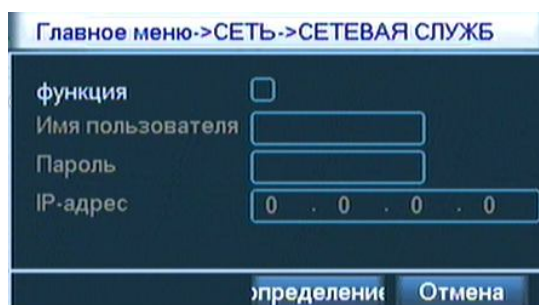 Главное меню->СЕТЬ->СЕТЕВАЯ СЛУЖБ
функция
Имя пользователя
Пароль
IP-адрес 0 . 0 . 0 . 0
определение Отмена